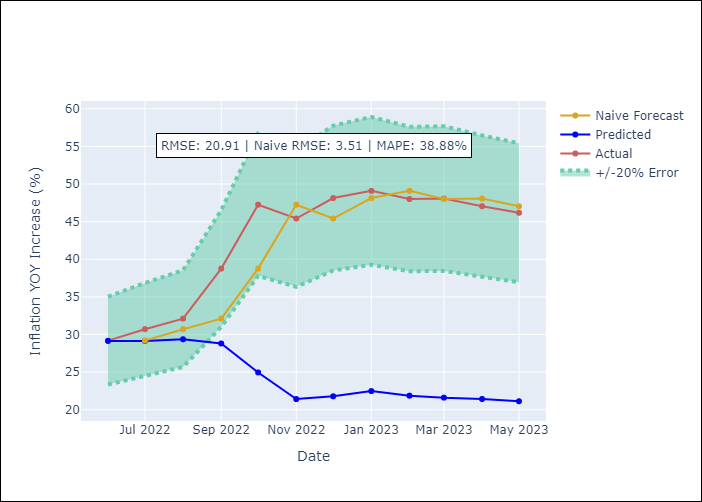 60
55
50
45
40
35
30
25
20
Inflation YOY Increase (%)
RMSE: 20.91 | Naive RMSE: 3.51 | MAPE: 38.88%
Naive Forecast
Predicted
Actual
+/-20% Error
Jul 2022 Sep 2022 Nov 2022 Jan 2023 Mar 2023 May 2023
Date